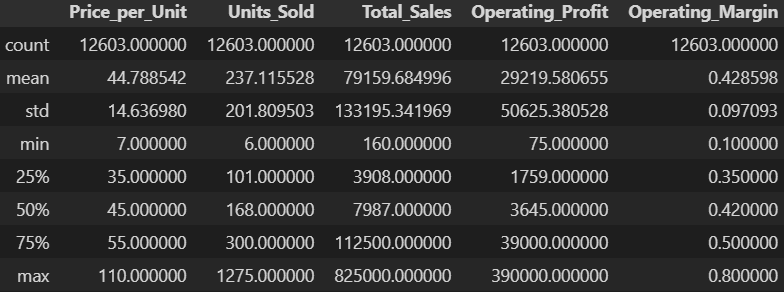 Price_per_Unit Units_Sold Total_Sales Operating_Profit Operating_Margin
count 12603.000000 12603.000000 12603.000000 12603.000000 12603.000000
mean 44.788542 237.115528 79159.684996 29219.580655 0.428598
std 14.636980 201.809503 133195.341969 50625.380528 0.097093
min 7.000000 6.000000 160.000000 75.000000 0.100000
25% 35.000000 101.000000 3908.000000 1759.000000 0.350000
50% 45.000000 168.000000 7987.000000 3645.000000 0.420000
75% 55.000000 300.000000 112500.000000 39000.000000 0.500000
max 110.000000 1275.000000 825000.000000 390000.000000 0.800000